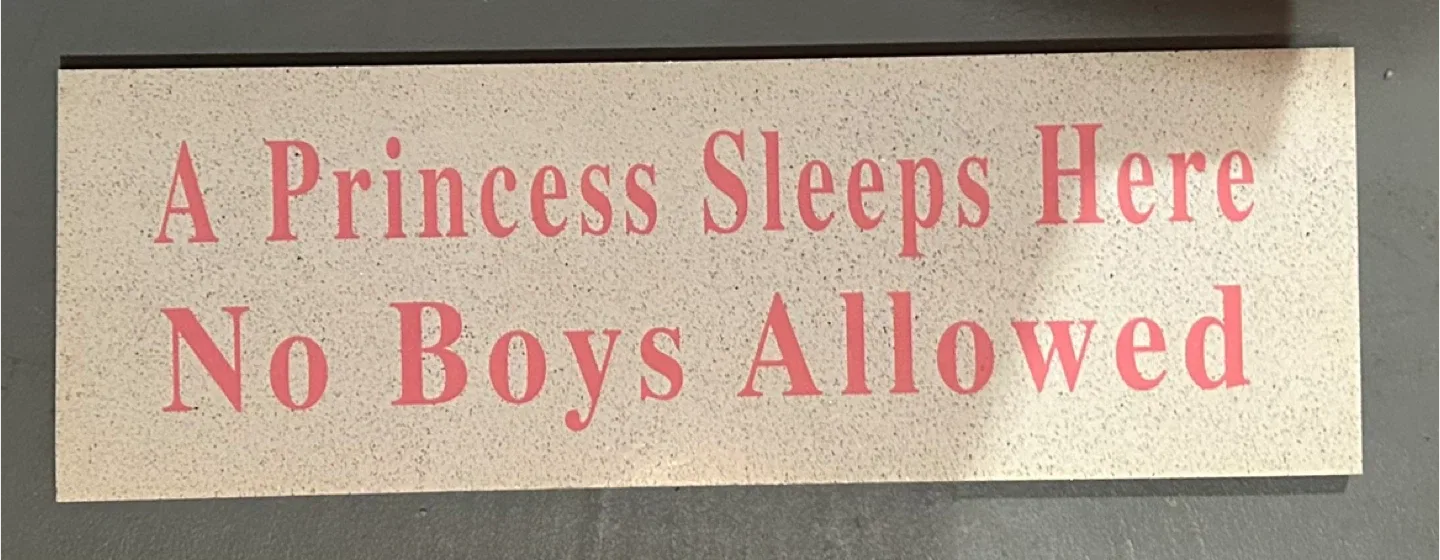 A Princess Sleeps Here
No Boys Allowed